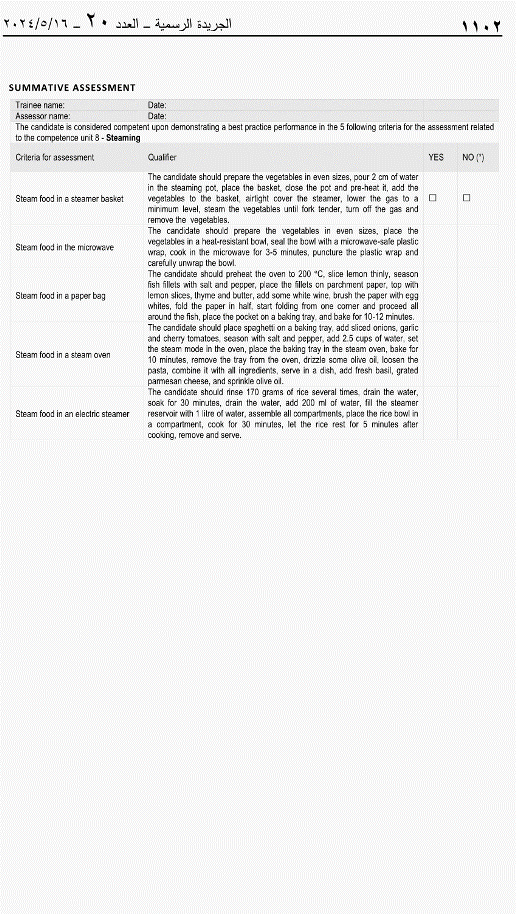 ١١٠٢ الجريدة الرسمية – العدد ٢٠ – ٢٠٢٤/٥/١٦
SUMMATIVE ASSESSMENT
Trainee name: Date:
Assessor name: Date:
The candidate is considered competent upon demonstrating a best practice performance in the 5 following criteria for the assessment related
to the competence unit 8 - Steaming
Criteria for assessment Qualifier YES NO (*)
The candidate should prepare the vegetables in even sizes, pour 2 cm of water
in the steaming pot, place the basket, close the pot and pre-heat it, add the
Steam food in a steamer basket vegetables to the basket, airtight cover the steamer, lower the gas to a ☐ ☐
minimum level, steam the vegetables until fork tender, turn off the gas and
remove the vegetables.
The candidate should prepare the vegetables in even sizes, place the
Steam food in the microwave vegetables in a heat-resistant bowl, seal the bowl with a microwave-safe plastic
wrap, cook in the microwave for 3-5 minutes, puncture the plastic wrap and
carefully unwrap the bowl.
The candidate should preheat the oven to 200 °C, slice lemon thinly, season
fish fillets with salt and pepper, place the fillets on parchment paper, top with
Steam food in a paper bag lemon slices, thyme and butter, add some white wine, brush the paper with egg
whites, fold the paper in half, start folding from one corner and proceed all
around the fish, place the pocket on a baking tray, and bake for 10-12 minutes.
The candidate should place spaghetti on a baking tray, add sliced onions, garlic
and cherry tomatoes, season with salt and pepper, add 2.5 cups of water, set
Steam food in a steam oven the steam mode in the oven, place the baking tray in the steam oven, bake for
10 minutes, remove the tray from the oven, drizzle some olive oil, loosen the
pasta, combine it with all ingredients, serve in a dish, add fresh basil, grated
parmesan cheese, and sprinkle olive oil.
The candidate should rinse 170 grams of rice several times, drain the water,
soak for 30 minutes, drain the water, add 200 ml of water, fill the steamer
Steam food in an electric steamer reservoir with 1 litre of water, assemble all compartments, place the rice bowl in
a compartment, cook for 30 minutes, let the rice rest for 5 minutes after
cooking, remove and serve.